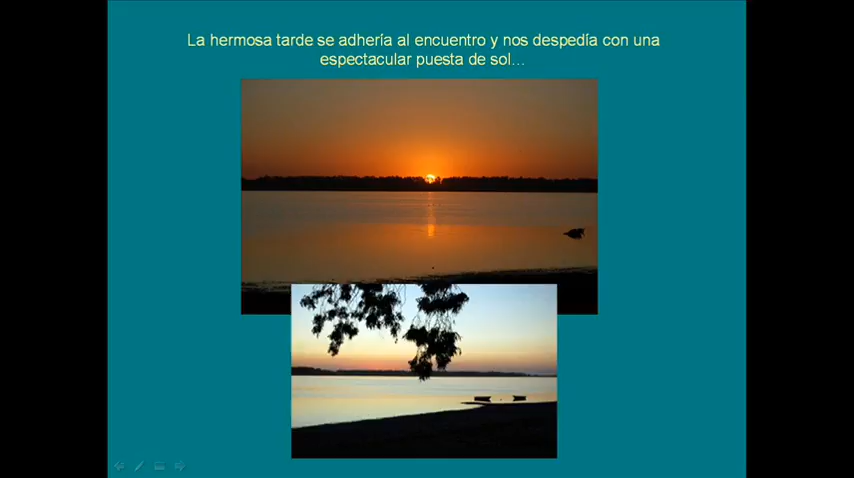 La hermosa tarde se adhería al encuentro y nos despedía con una
espectacular puesta de sol...